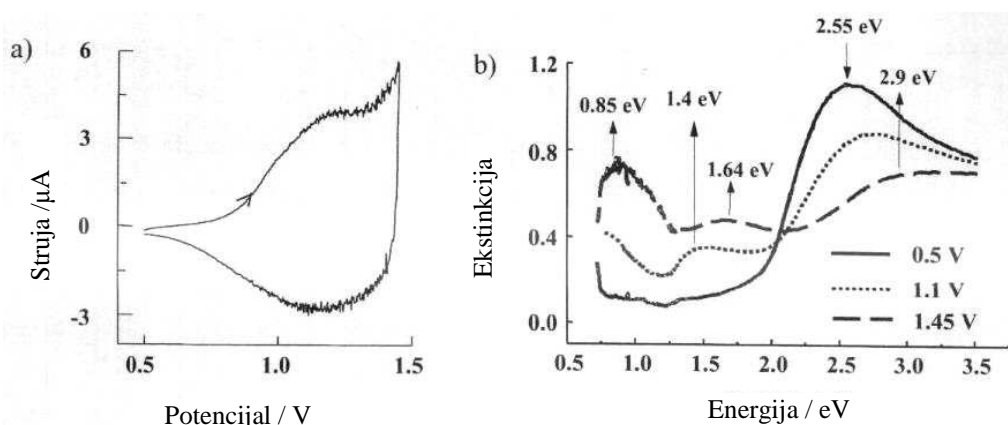 a)
6
3
0
-3
Struja /µA
0.5 1.0 1.5
Potencijal / V
b)
2.55 eV
2.9 eV
1.4 eV
0.85 eV
1.64 eV
1.2
0.8
0.4
0.0
Ekstinkcija
0.5 V
1.1 V
1.45 V
0.5 1.0 1.5 2.0 2.5 3.0 3.5
Energija / eV